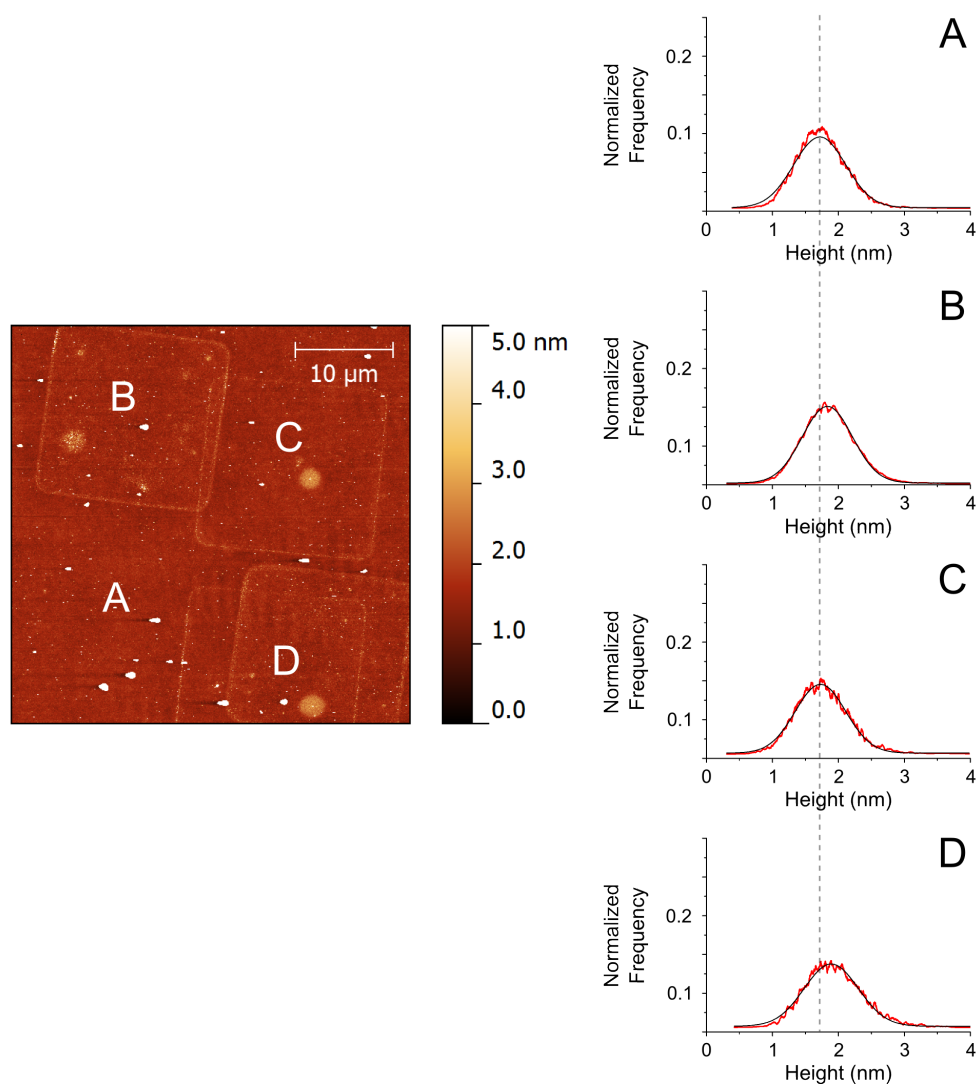 B
C
A
D
10 µm
5.0 nm
4.0
3.0
2.0
1.0
0.0
A
Normalized
Frequency
0.2
0.1
0 1 2 3 4
Height (nm)
B
Normalized
Frequency
0.2
0.1
0 1 2 3 4
Height (nm)
C
Normalized
Frequency
0.2
0.1
0 1 2 3 4
Height (nm)
D
Normalized
Frequency
0.2
0.1
0 1 2 3 4
Height (nm)